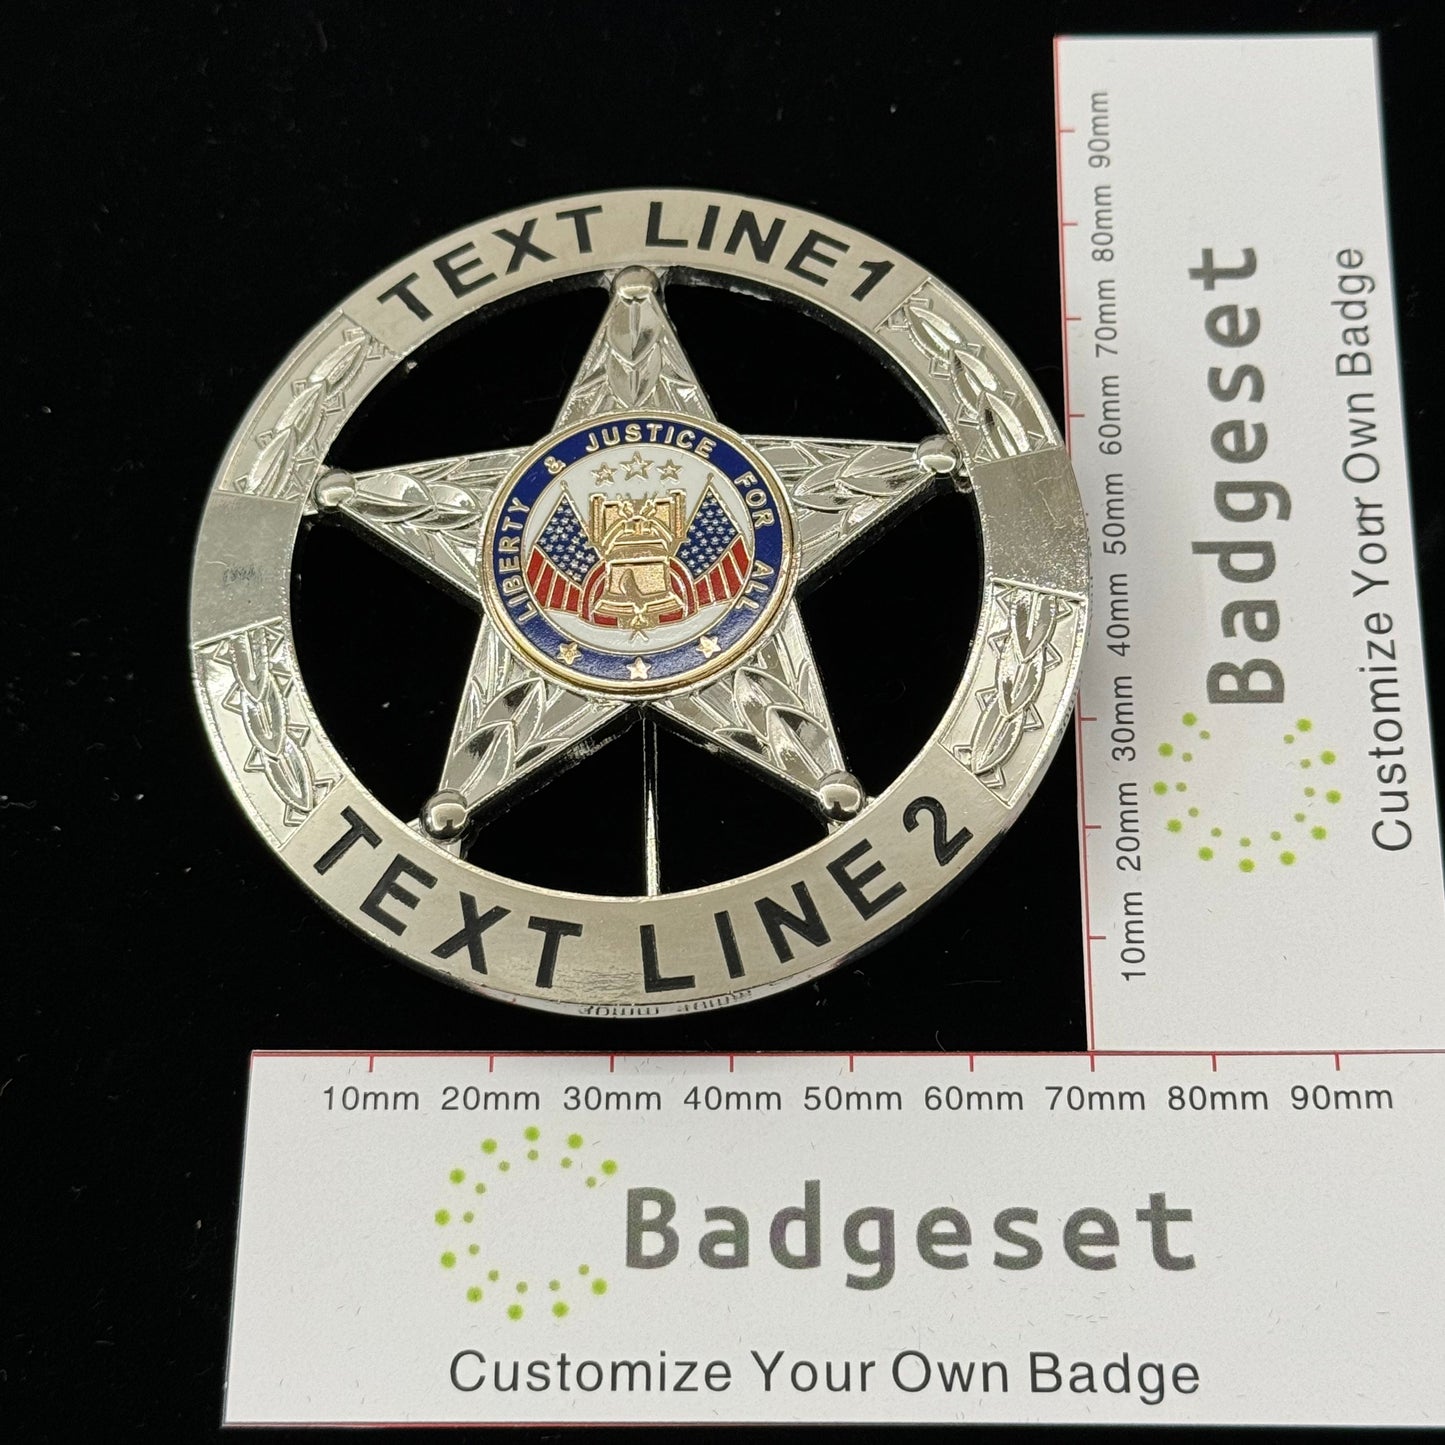 TEXT LINE1
LIBERTY & JUSTICE FOR ALL
TEXT LINE 2
10mm 20mm 30mm 40mm 50mm 60mm 70mm 80mm 90mm
Badgeset
Customize Your Own Badge
10mm 20mm 30mm 40mm 50mm 60mm 70mm 80mm 90mm
Badgeset
Customize Your Own Badge